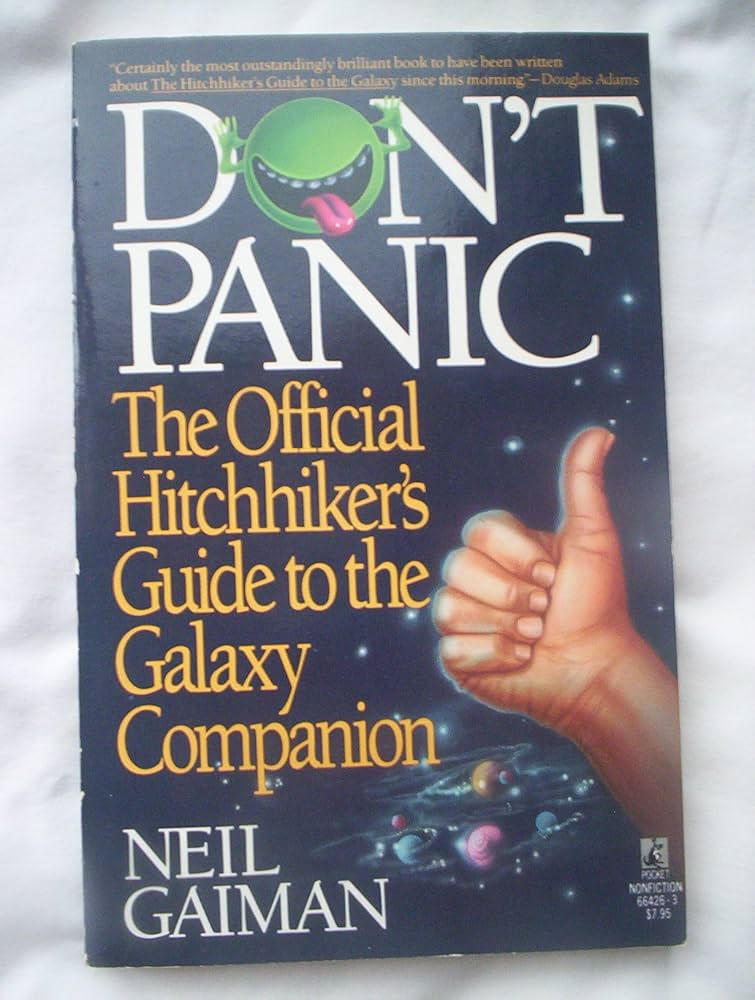 "Certainly the most outstandingly brilliant book to have been written
about The Hitchhiker's Guide to the Galaxy since this morning."—Douglas Adams
DON'T
PANIC
The Official
Hitchhiker's
Guide to the
Galaxy
Companion
NEIL
GAIMAN
POCKET
NONFICTION
66426-3
$7.95